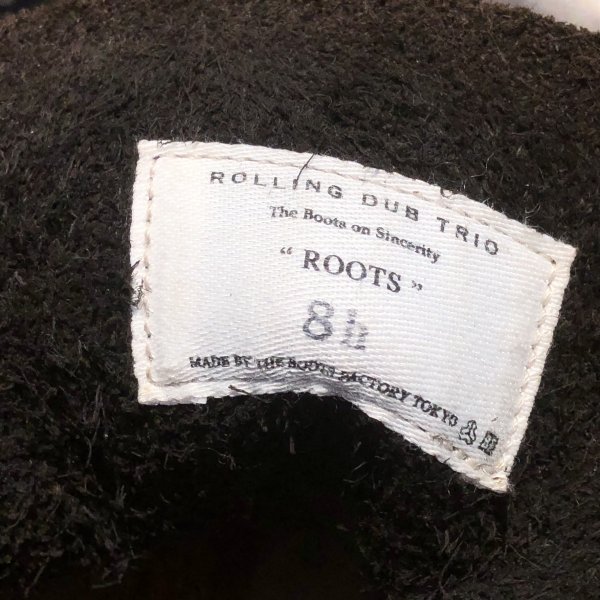 ROLLING DUB TRIO
The Boots on Sincerity
" ROOTS "
8½
MADE BY THE BOOTS FACTORY TOKYO